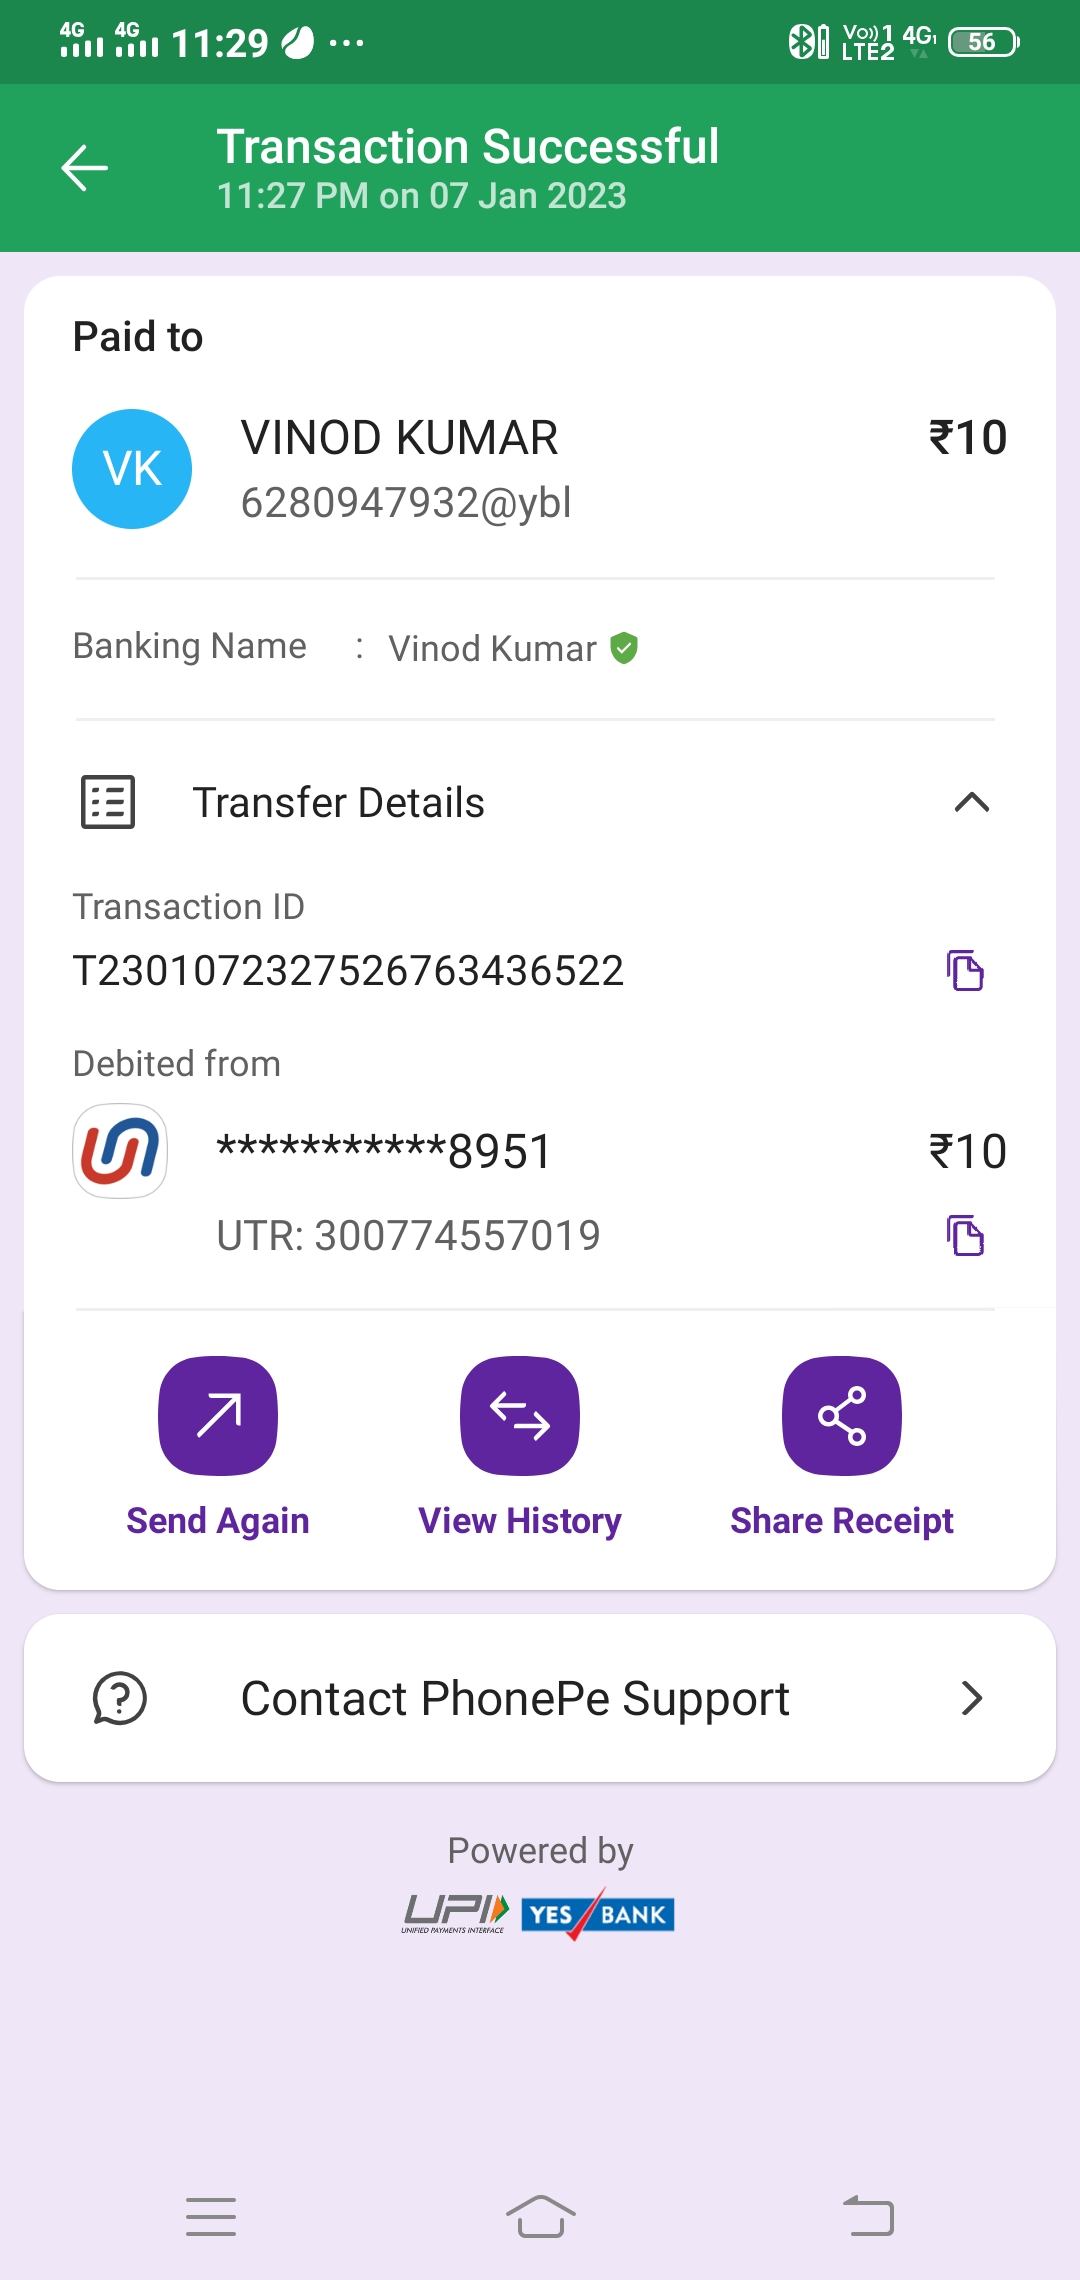 4G 4G 11:29 ... Vo)) 1 LTE2 4G 56
Transaction Successful
11:27 PM on 07 Jan 2023
Paid to
VK VINOD KUMAR ₹10
6280947932@ybl
Banking Name : Vinod Kumar
Transfer Details
Transaction ID
T2301072327526763436522
Debited from
***********8951 ₹10
UTR: 300774557019
Send Again View History Share Receipt
Contact PhonePe Support
Powered by
UPI YES BANK
UNIFIED PAYMENTS INTERFACE